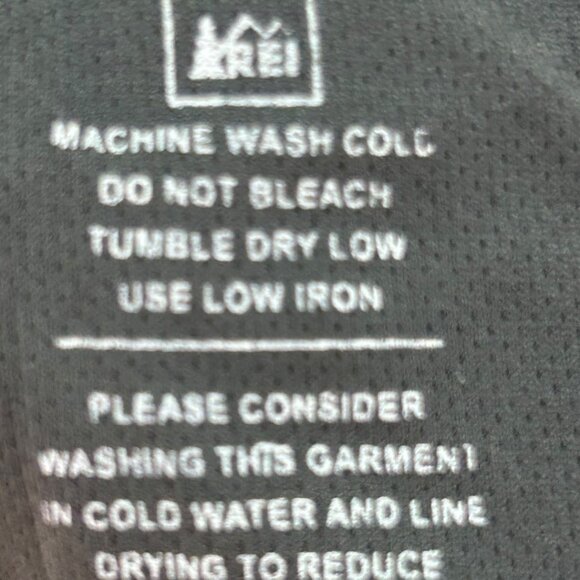 REI
MACHINE WASH COLD
DO NOT BLEACH
TUMBLE DRY LOW
USE LOW IRON
PLEASE CONSIDER
WASHING THIS GARMENT
IN COLD WATER AND LINE
DRYING TO REDUCE